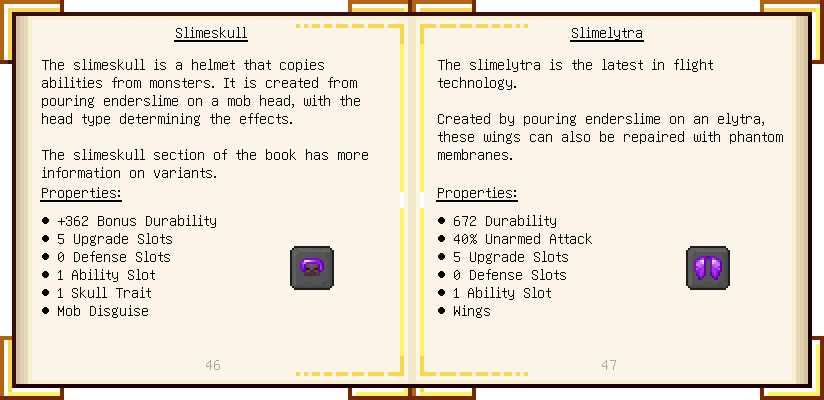 Slimeskull
The slimeskull is a helmet that copies
abilities from monsters. It is created from
pouring enderslime on a mob head, with the
head type determining the effects.
The slimeskull section of the book has more
information on variants.
Properties:
● +362 Bonus Durability
● 5 Upgrade Slots
● 0 Defense Slots
● 1 Ability Slot
● 1 Skull Trait
● Mob Disguise
46
Slimelytra
The slimelytra is the latest in flight
technology.
Created by pouring enderslime on an elytra,
these wings can also be repaired with phantom
membranes.
Properties:
● 672 Durability
● 40% Unarmed Attack
● 5 Upgrade Slots
● 0 Defense Slots
● 1 Ability Slot
● Wings
47